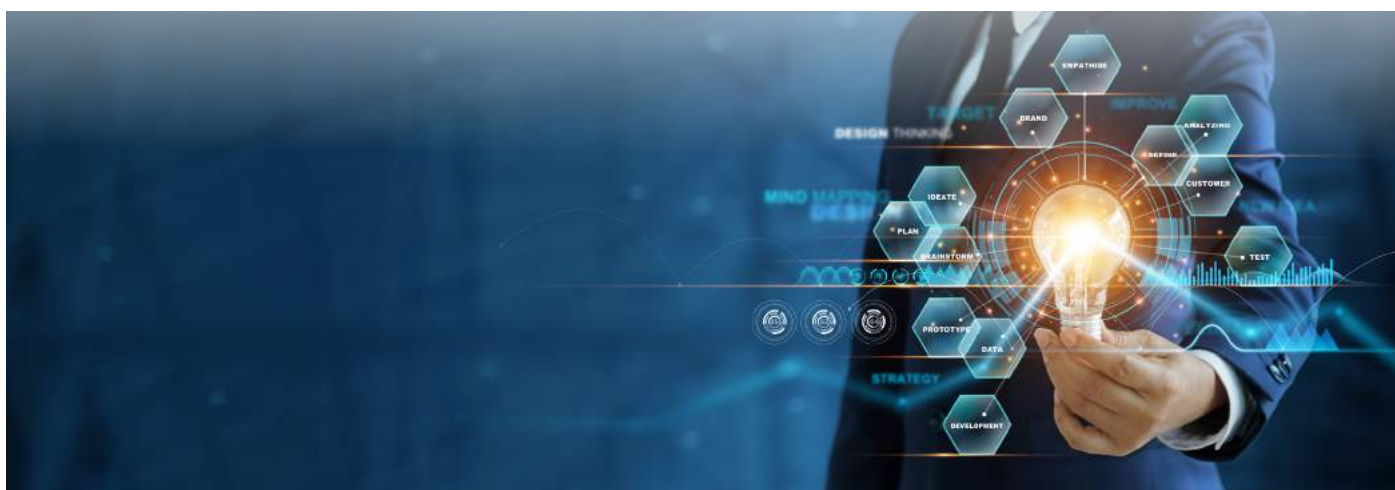 EMPATHISE
TARGET
IMPROVE
BRAND
ANALYZING
DESIGN THINKING
DEFINE
CUSTOMER
MIND MAPPING
IDEATE
PLAN
BRAINSTORM
TEST
PROTOTYPE
DATA
STRATEGY
DEVELOPMENT